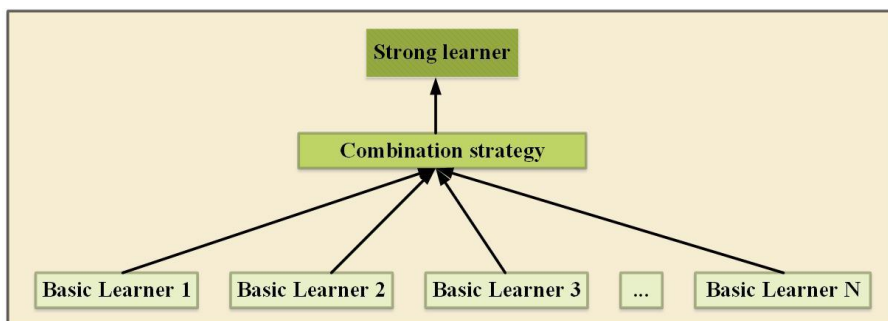 Strong learner
Combination strategy
Basic Learner 1
Basic Learner 2
Basic Learner 3
...
Basic Learner N